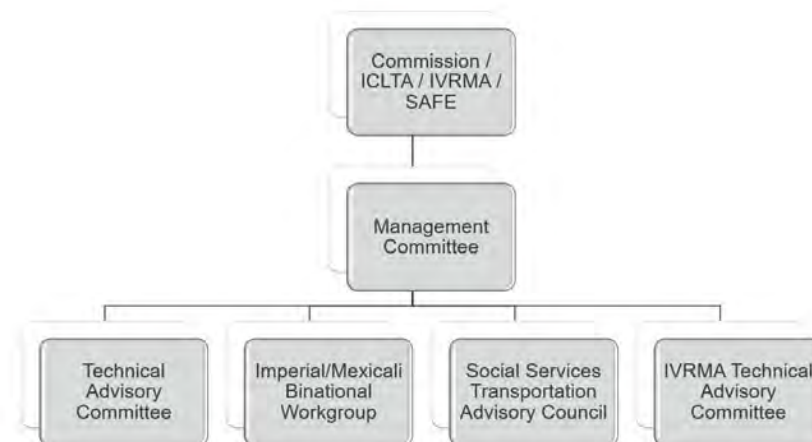 Commission /
ICLTA / IVRMA /
SAFE
Management
Committee
Technical
Advisory
Committee
Imperial/Mexicali
Binational
Workgroup
Social Services
Transportation
Advisory Council
IVRMA Technical
Advisory
Committee